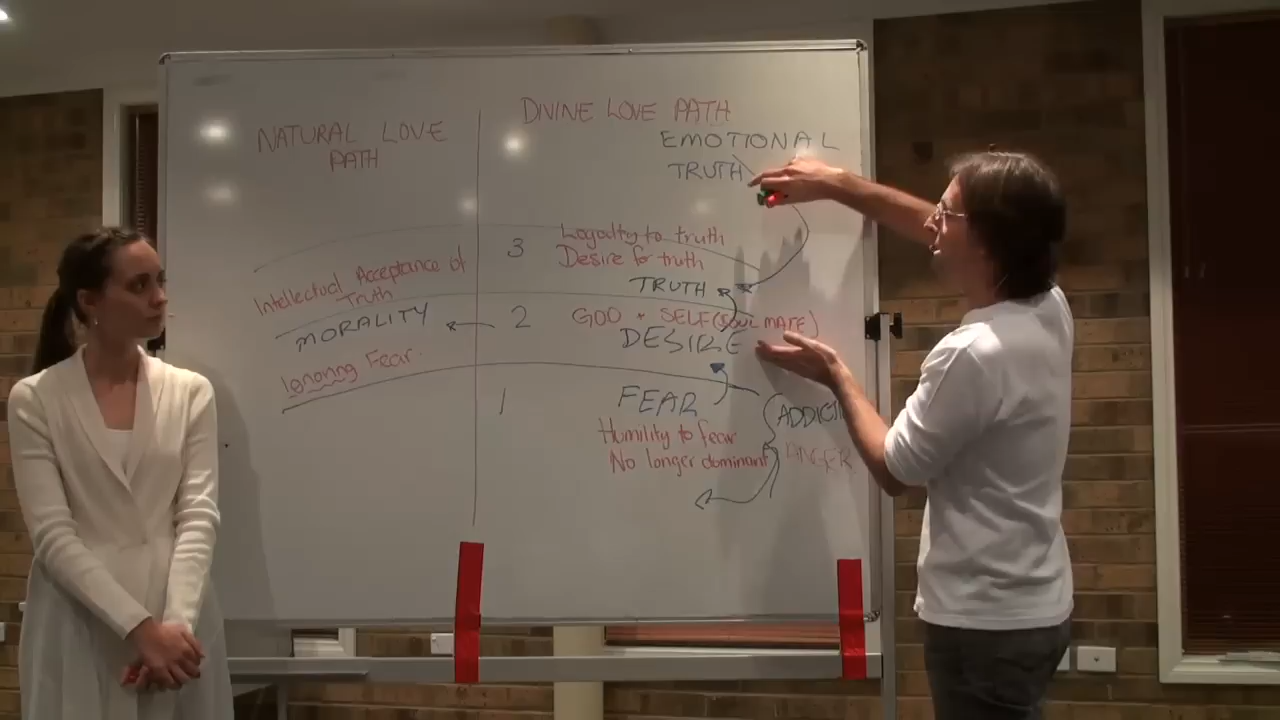 NATURAL LOVE
PATH
Intellectual Acceptance of
Truth
MORALITY
Ignoring Fear.
DIVINE LOVE PATH
EMOTIONAL
TRUTH
3
Loyalty to truth
Desire for truth
TRUTH
2
GOD + SELF (SOUL MATE)
DESIRE
1
FEAR
Humility to fear
No longer dominant
ANGER